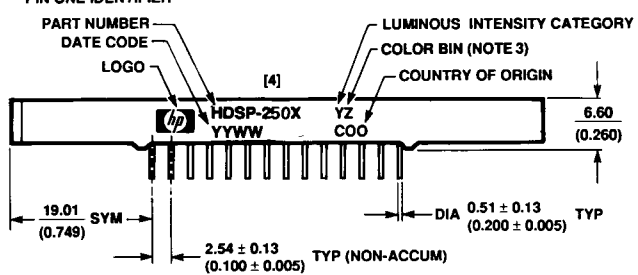 PIN ONE IDENTIFIER
PART NUMBER
DATE CODE
LOGO
LUMINOUS INTENSITY CATEGORY
COLOR BIN (NOTE 3)
COUNTRY OF ORIGIN
[4]
hp
HDSP-250X
YYWW
YZ
COO
6.60
(0.260)
19.01
(0.749)
SYM
2.54 ± 0.13
(0.100 ± 0.005)
TYP (NON-ACCUM)
DIA
0.51 ± 0.13
(0.200 ± 0.005)
TYP